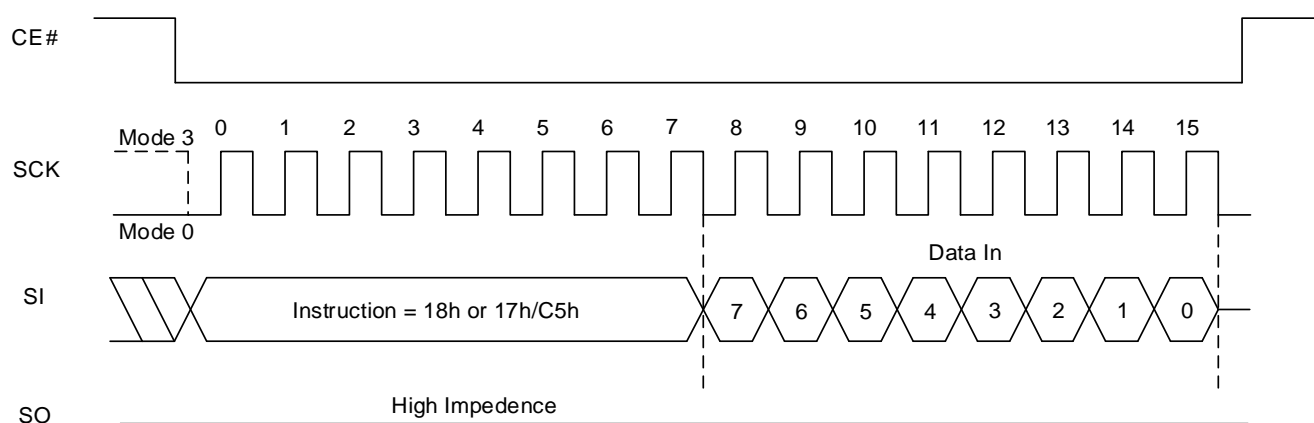 CE#
Mode 3 0 1 2 3 4 5 6 7 8 9 10 11 12 13 14 15
SCK
Mode 0
Data In
SI Instruction = 18h or 17h/C5h 7 6 5 4 3 2 1 0
High Impedence
SO